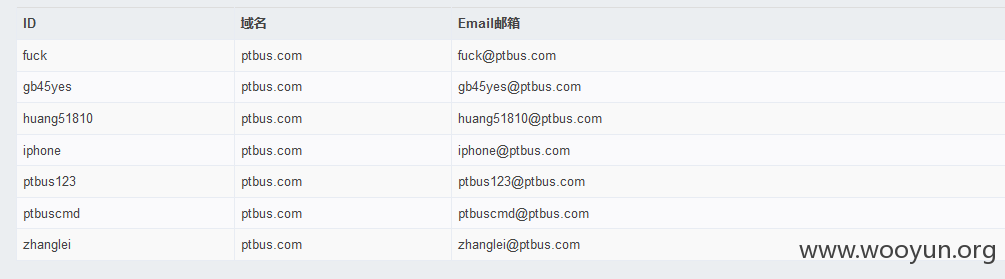 ID 域名 Email邮箱
fuck ptbus.com fuck@ptbus.com
gb45yes ptbus.com gb45yes@ptbus.com
huang51810 ptbus.com huang51810@ptbus.com
iphone ptbus.com iphone@ptbus.com
ptbus123 ptbus.com ptbus123@ptbus.com
ptbuscmd ptbus.com ptbuscmd@ptbus.com
zhanglei ptbus.com zhanglei@ptbus.com
www.wooyun.org